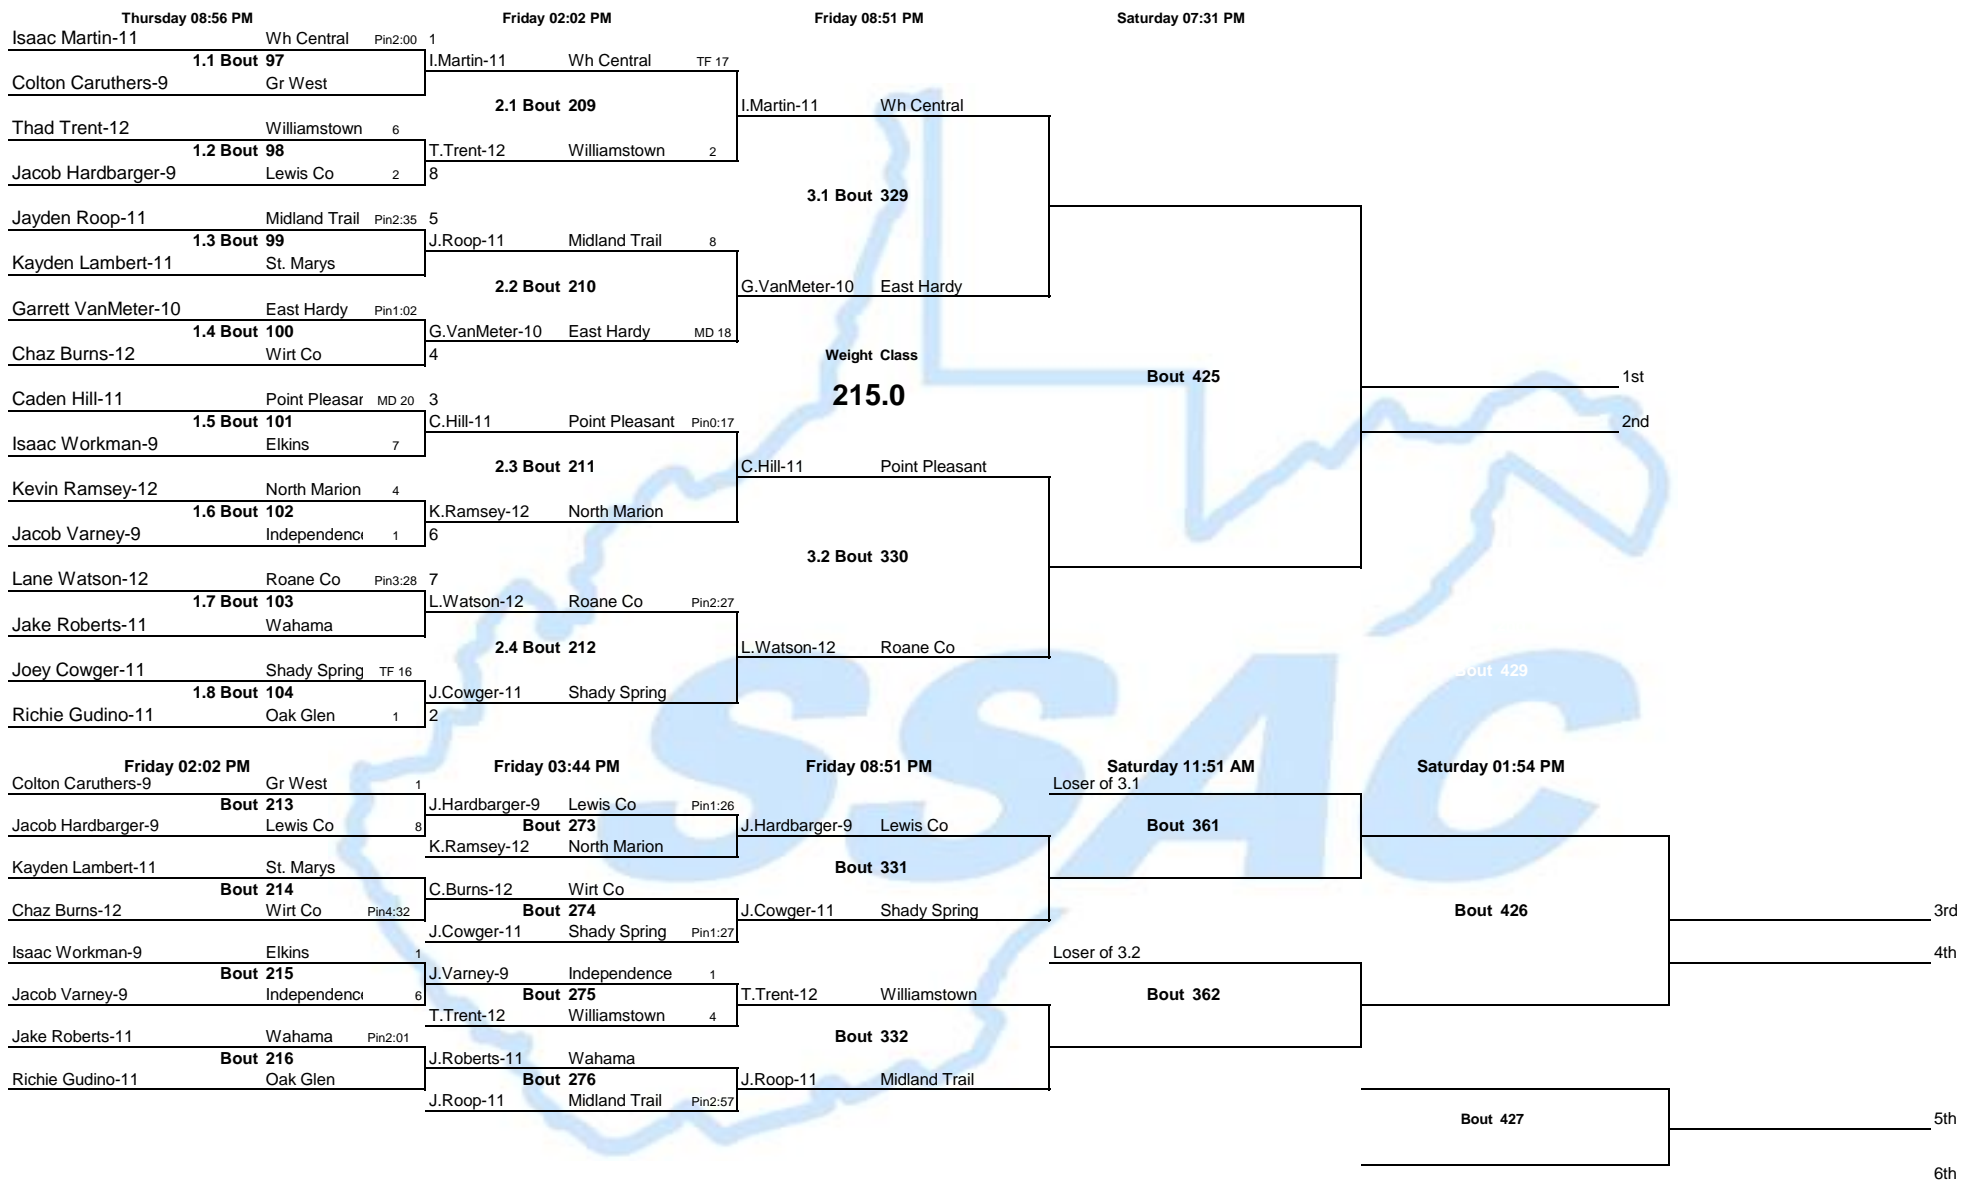 Thursday 08:56 PM Friday 02:02 PM Friday 08:51 PM Saturday 07:31 PM
Isaac Martin-11 Wh Central Pin2:00 1
1.1 Bout 97 I.Martin-11 Wh Central TF 17
Colton Caruthers-9 Gr West
2.1 Bout 209 I.Martin-11 Wh Central
Thad Trent-12 Williamstown 6
1.2 Bout 98 T.Trent-12 Williamstown 2
Jacob Hardbarger-9 Lewis Co 2 8
3.1 Bout 329
Jayden Roop-11 Midland Trail Pin2:35 5
1.3 Bout 99 J.Roop-11 Midland Trail 8
Kayden Lambert-11 St. Marys
2.2 Bout 210 G.VanMeter-10 East Hardy
Garrett VanMeter-10 East Hardy Pin1:02
1.4 Bout 100 G.VanMeter-10 East Hardy MD 18
Chaz Burns-12 Wirt Co 4 Weight Class
Bout 425 1st
Caden Hill-11 Point Pleasar MD 20 3 215.0
1.5 Bout 101 C.Hill-11 Point Pleasant Pin0:17 2nd
Isaac Workman-9 Elkins 7
2.3 Bout 211 C.Hill-11 Point Pleasant
Kevin Ramsey-12 North Marion 4
1.6 Bout 102 K.Ramsey-12 North Marion
Jacob Varney-9 Independenc 1 6
3.2 Bout 330
Lane Watson-12 Roane Co Pin3:28 7
1.7 Bout 103 L.Watson-12 Roane Co Pin2:27
Jake Roberts-11 Wahama
2.4 Bout 212 L.Watson-12 Roane Co
Joey Cowger-11 Shady Spring TF 16 Bout 429
1.8 Bout 104 J.Cowger-11 Shady Spring
Richie Gudino-11 Oak Glen 1 2
SSAC
Friday 02:02 PM Friday 03:44 PM Friday 08:51 PM Saturday 11:51 AM Saturday 01:54 PM
Colton Caruthers-9 Gr West 1 Loser of 3.1
Bout 213 J.Hardbarger-9 Lewis Co Pin1:26
Jacob Hardbarger-9 Lewis Co 8 Bout 273 J.Hardbarger-9 Lewis Co Bout 361
K.Ramsey-12 North Marion
Kayden Lambert-11 St. Marys Bout 331
Bout 214 C.Burns-12 Wirt Co
Chaz Burns-12 Wirt Co Pin4:32 Bout 274 J.Cowger-11 Shady Spring Bout 426 3rd
J.Cowger-11 Shady Spring Pin1:27
Isaac Workman-9 Elkins 1 Loser of 3.2 4th
Bout 215 J.Varney-9 Independence 1
Jacob Varney-9 Independenc 6 Bout 275 T.Trent-12 Williamstown Bout 362
T.Trent-12 Williamstown 4
Jake Roberts-11 Wahama Pin2:01 Bout 332
Bout 216 J.Roberts-11 Wahama
Richie Gudino-11 Oak Glen Bout 276 J.Roop-11 Midland Trail
J.Roop-11 Midland Trail Pin2:57
Bout 427 5th
6th